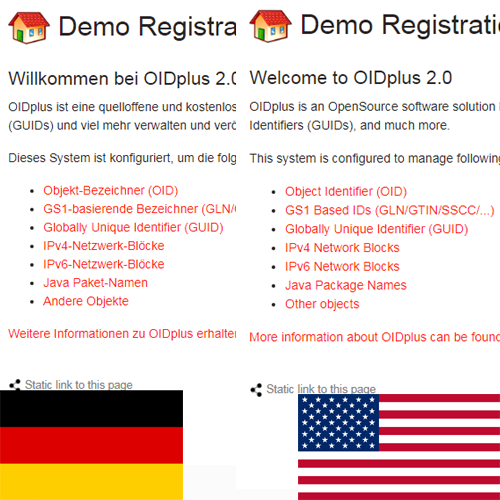 Demo Registra
Willkommen bei OIDplus 2.0
OIDplus ist eine quelloffene und kostenlos
(GUIDs) und viel mehr verwalten und verö
Dieses System ist konfiguriert, um die folg
Objekt-Bezeichner (OID)
GS1-basierende Bezeichner (GLN/
Globally Unique Identifier (GUID)
IPv4-Netzwerk-Blöcke
IPv6-Netzwerk-Blöcke
Java Paket-Namen
Andere Objekte
Weitere Informationen zu OIDplus erhalten
Static link to this page
Demo Registrati
Welcome to OIDplus 2.0
OIDplus is an OpenSource software solution
Identifiers (GUIDs), and much more.
This system is configured to manage following
Object Identifier (OID)
GS1 Based IDs (GLN/GTIN/SSCC/...)
Globally Unique Identifier (GUID)
IPv4 Network Blocks
IPv6 Network Blocks
Java Package Names
Other objects
More information about OIDplus can be found
Static link to this page